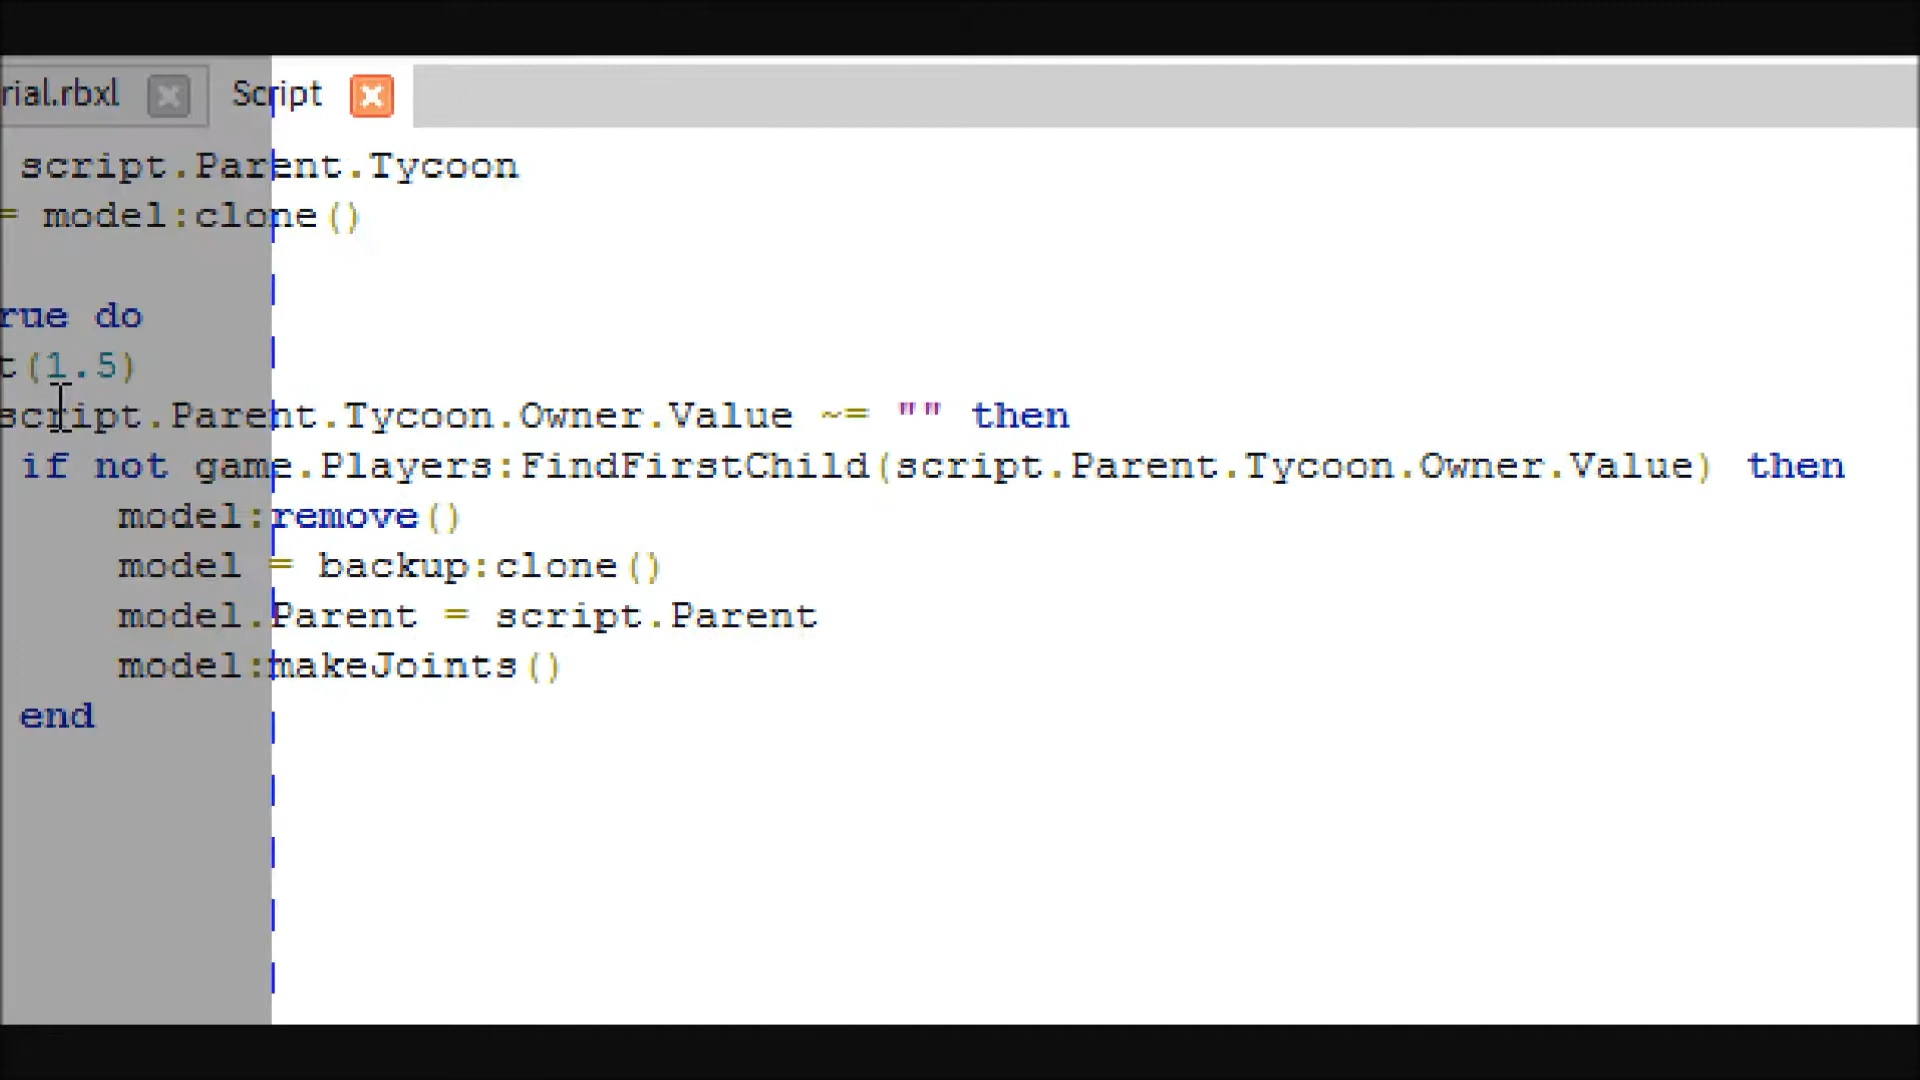 rial.rbxl Script
script.Parent.Tycoon
= model:clone()
rue do
t(1.5)
script.Parent.Tycoon.Owner.Value ~= "" then
if not game.Players:FindFirstChild(script.Parent.Tycoon.Owner.Value) then
model:remove()
model = backup:clone()
model.Parent = script.Parent
model:makeJoints()
end